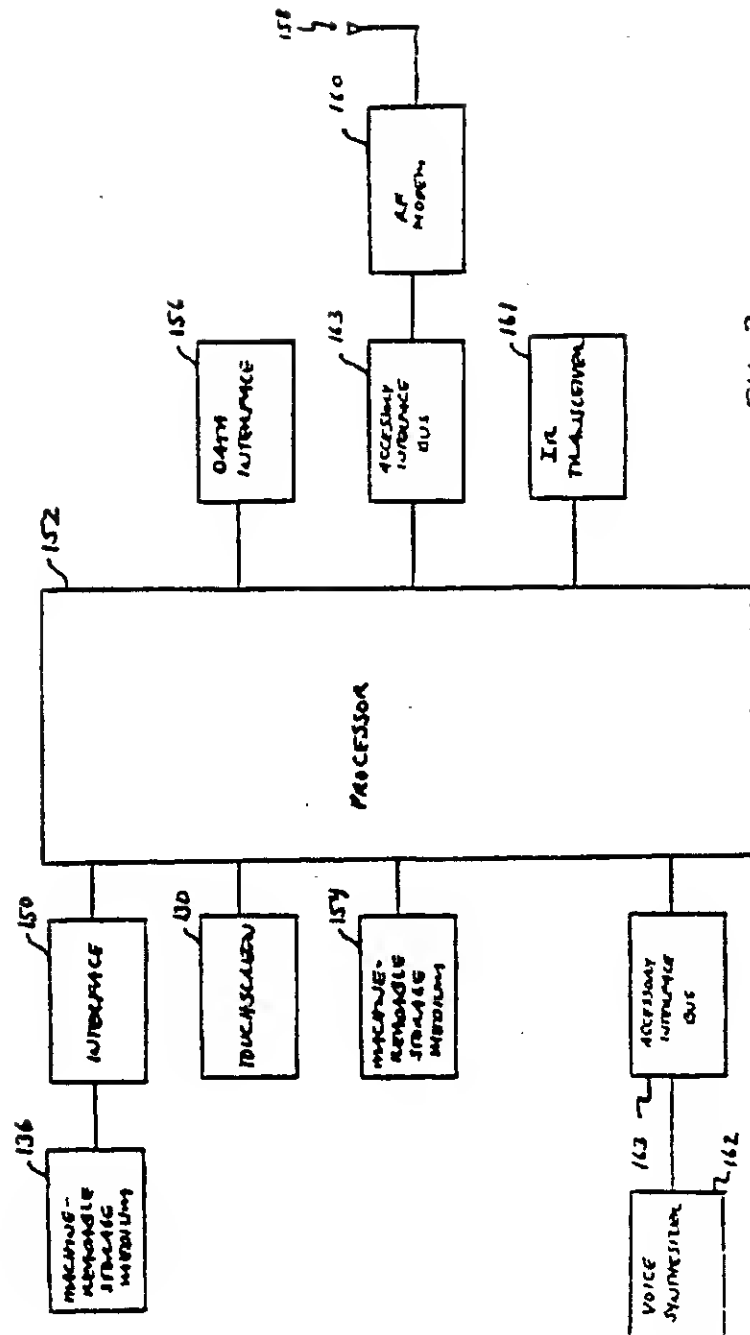 136
MACHINE-
READABLE
STORAGE
MEDIUM
150
INTERFACE
130
TOUCHSCREEN
154
MACHINE-
READABLE
STORAGE
MEDIUM
VOICE
SYNTHESIZER
162
163
ACCESSORY
INTERFACE
BUS
152
PROCESSOR
156
DATA
INTERFACE
163
ACCESSORY
INTERFACE
BUS
160
RF
MODEM
158
161
IR
TRANSCEIVER